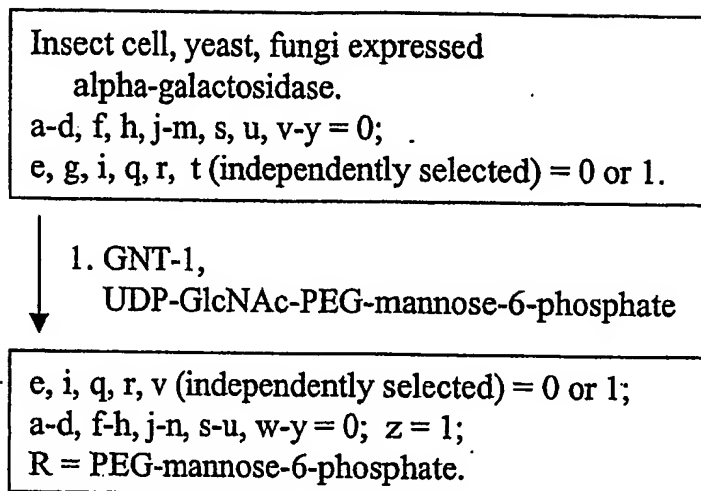 Insect cell, yeast, fungi expressed
alpha-galactosidase.
a-d, f, h, j-m, s, u, v-y = 0;
e, g, i, q, r, t (independently selected) = 0 or 1.
1. GNT-1,
UDP-GlcNAc-PEG-mannose-6-phosphate
e, i, q, r, v (independently selected) = 0 or 1;
a-d, f-h, j-n, s-u, w-y = 0; z = 1;
R = PEG-mannose-6-phosphate.